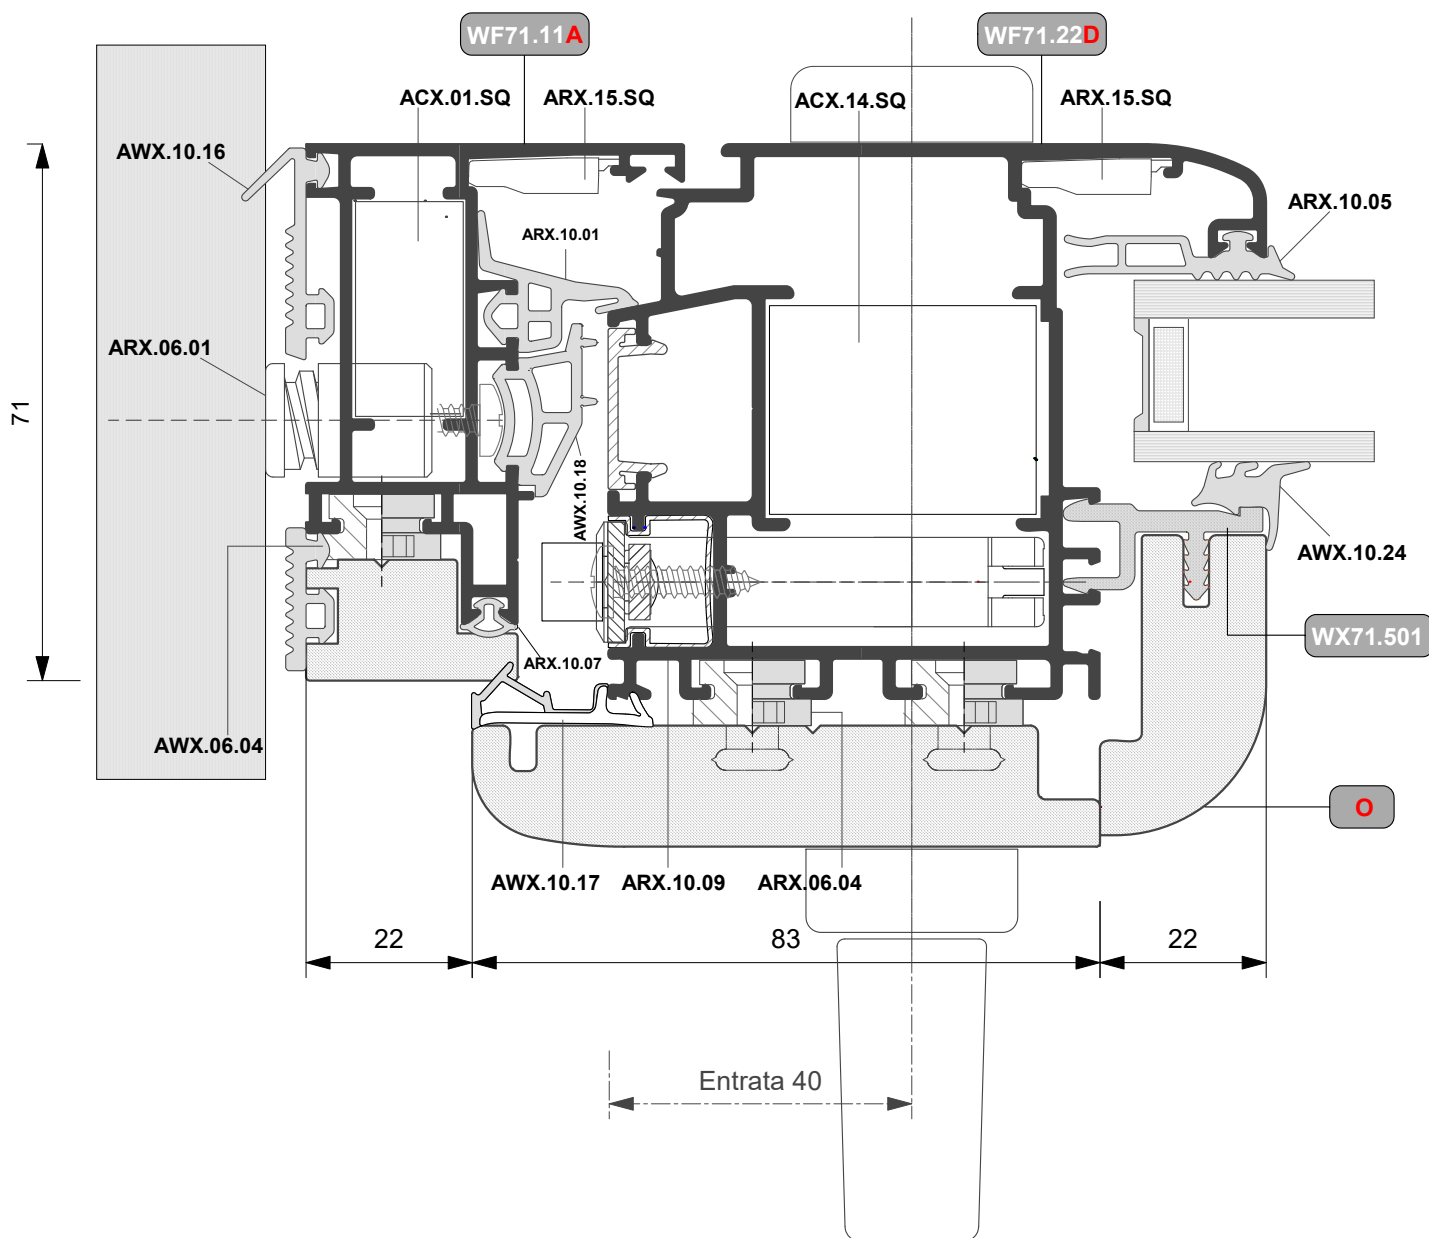 WF71.11A
WF71.22D
ACX.01.SQ
ARX.15.SQ
ACX.14.SQ
ARX.15.SQ
AWX.10.16
ARX.10.05
ARX.10.01
ARX.06.01
71
AWX.10.18
AWX.10.24
WX71.501
ARX.10.07
AWX.06.04
O
AWX.10.17
ARX.10.09
ARX.06.04
22
83
22
Entrata 40